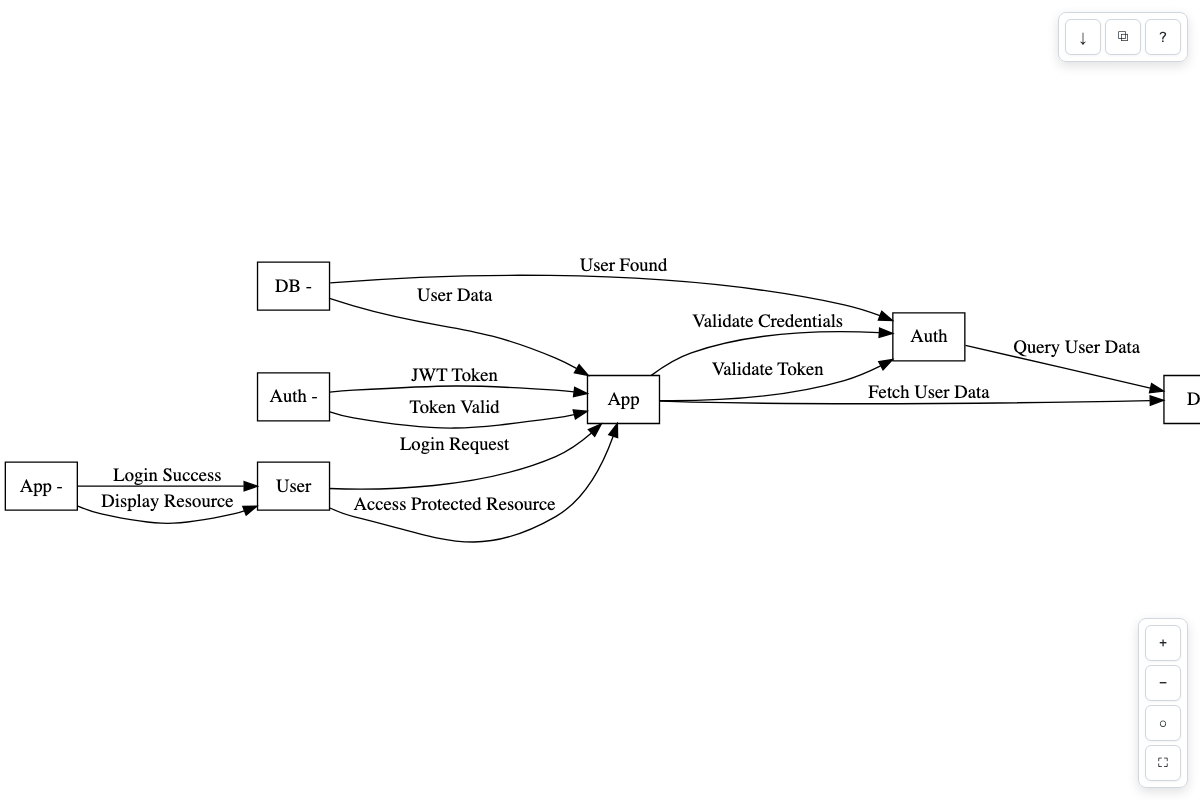 ↓
?
User Found
DB -
User Data
Validate Credentials
Auth
Query User Data
Validate Token
JWT Token
Fetch User Data
Auth -
App
D
Token Valid
Login Request
Login Success
App -
User
Display Resource
Access Protected Resource
+
−